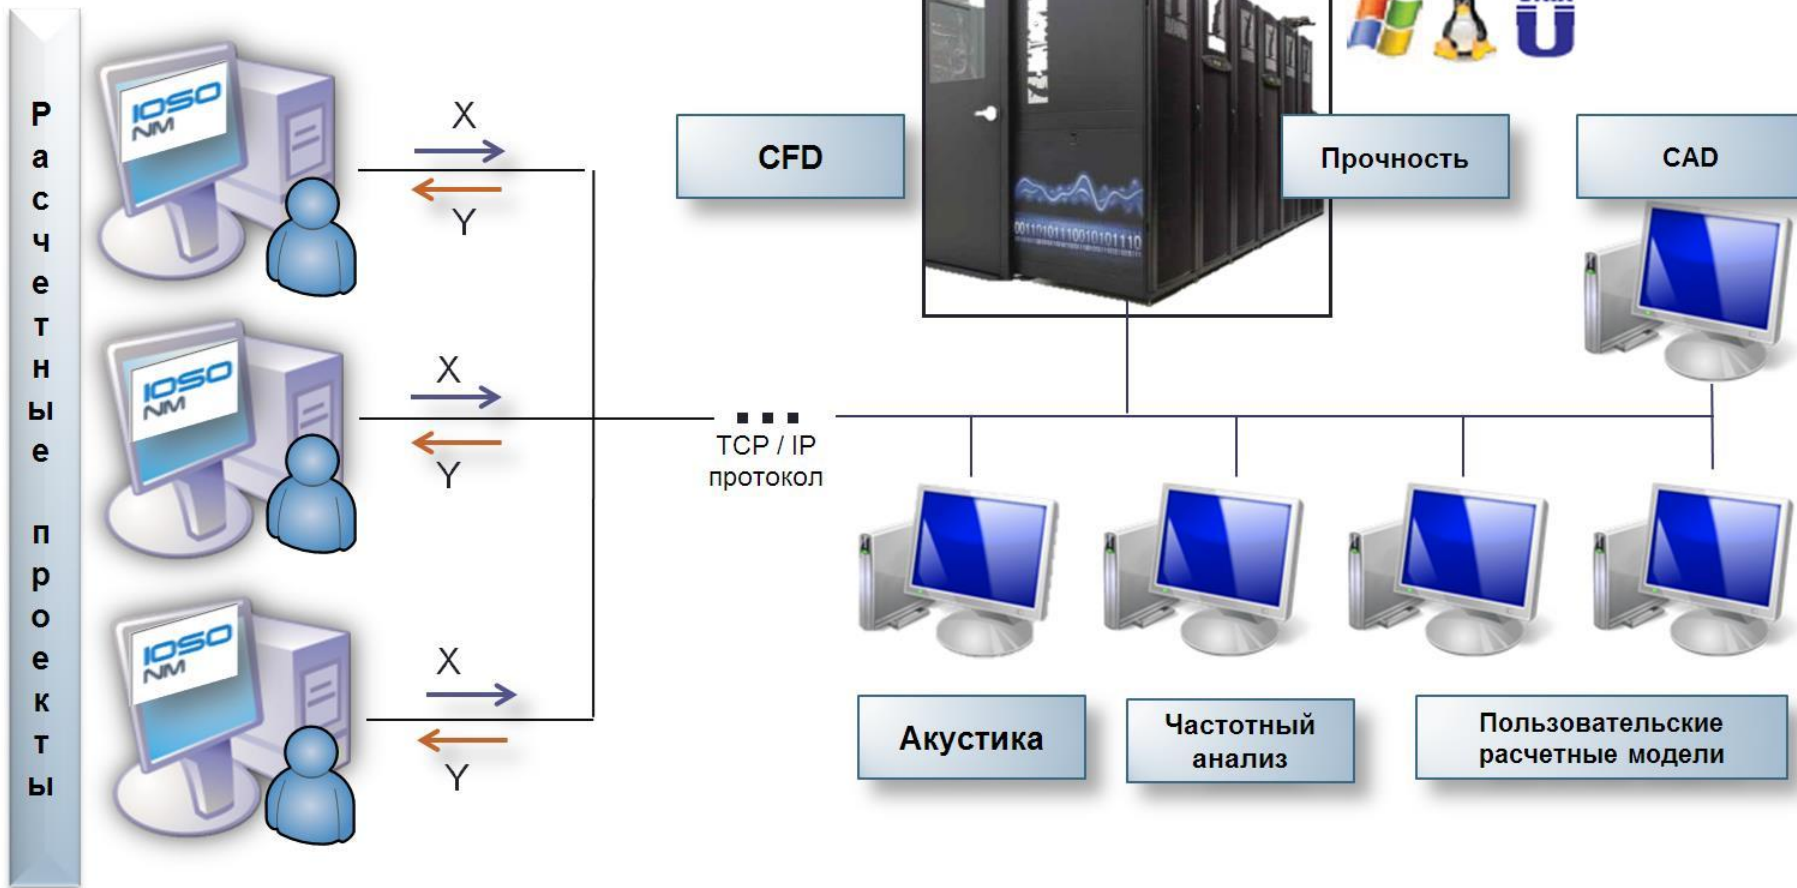 Расчетные проекты
IOSO
NM
X
Y
IOSO
NM
X
Y
IOSO
NM
X
Y
TCP / IP
протокол
CFD
00110101110010101110
Прочность
CAD
U
Акустика
Частотный
анализ
Пользовательские
расчетные модели